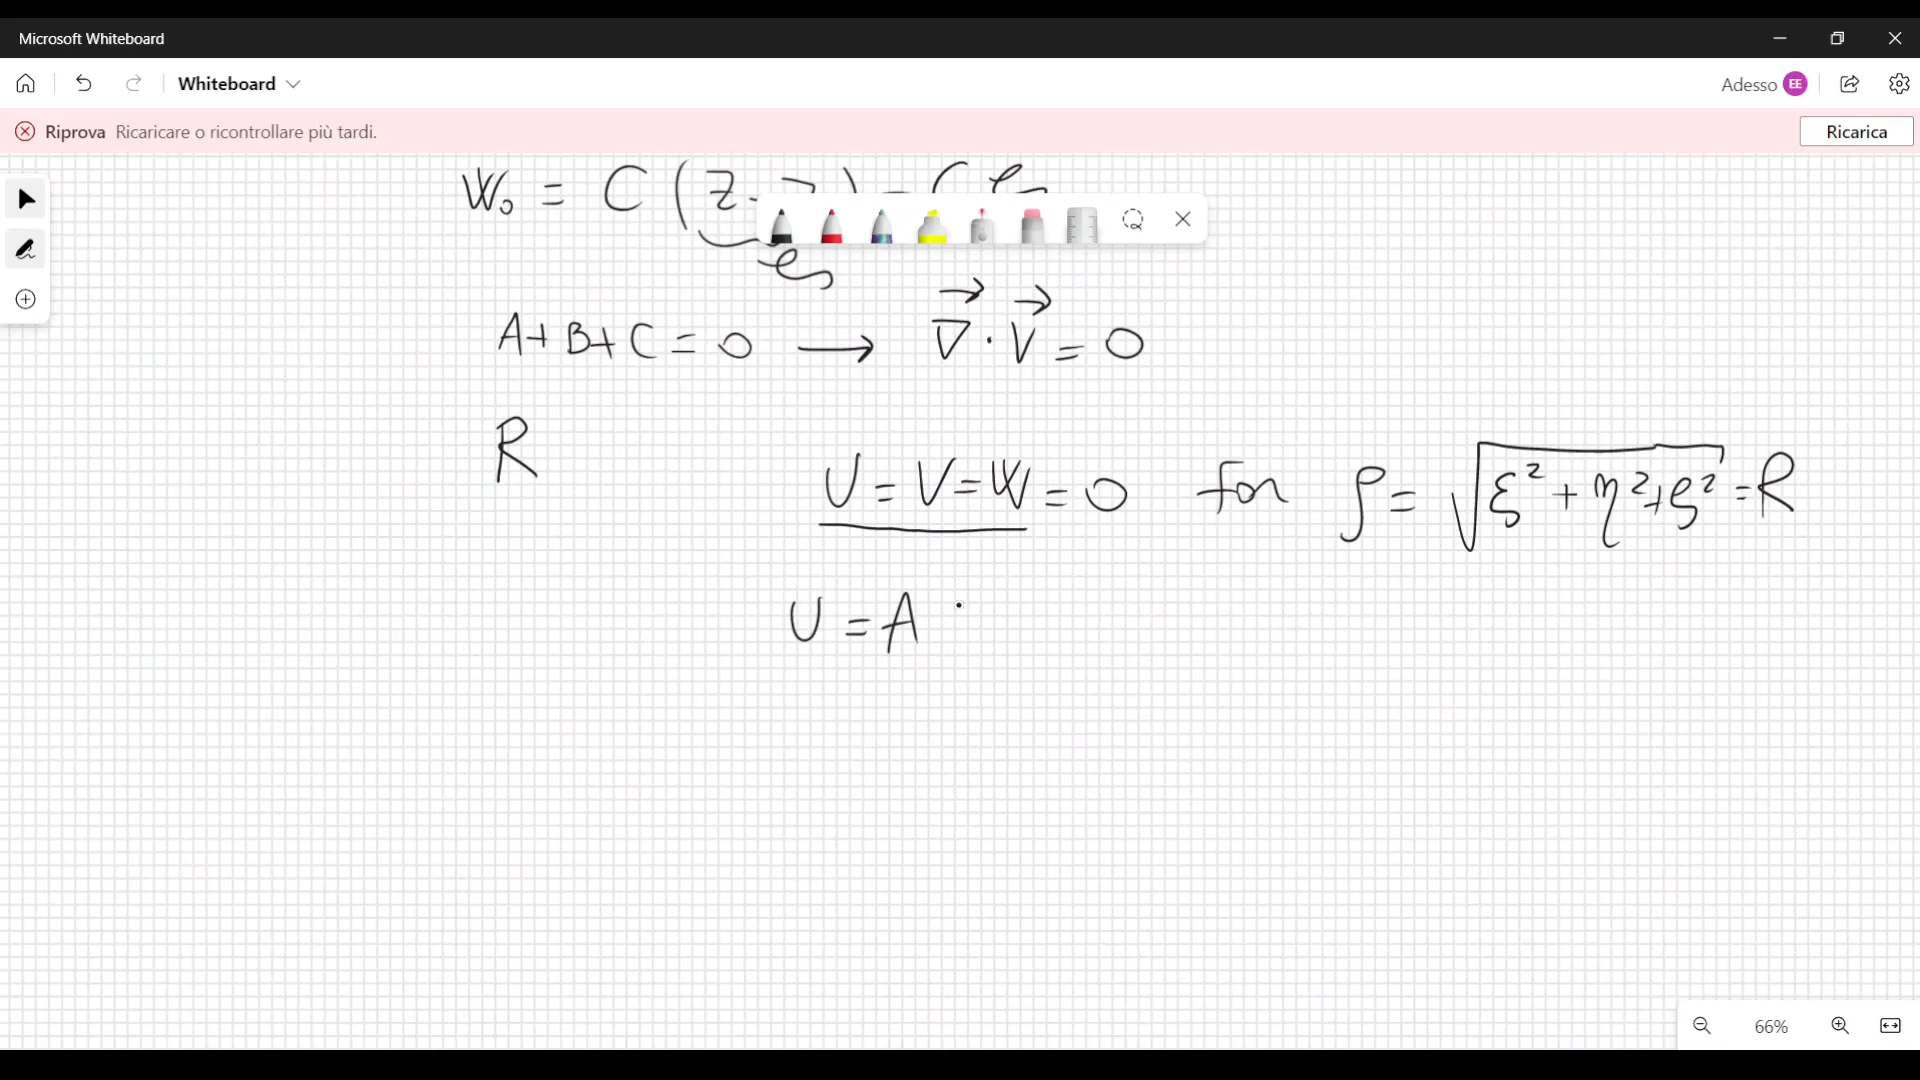 Microsoft Whiteboard
Whiteboard
Adesso EE
Riprova Ricaricare o ricontrollare più tardi.
Ricarica
W₀ = C (z -
A+B+C = 0 → ∇⃗ · V⃗ = 0
R
U = V = W = 0 for ρ = √(ξ² + η² + ζ²) = R
U = A
66%